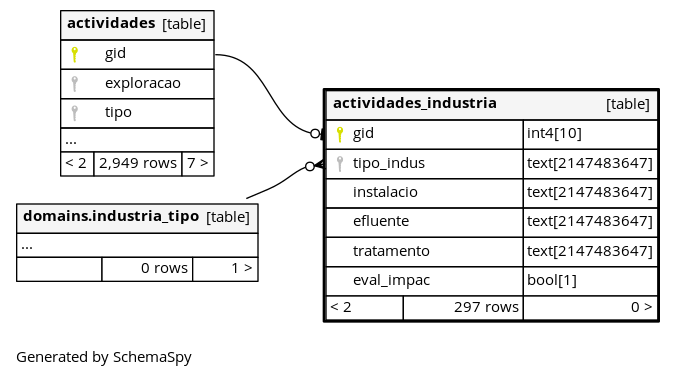 actividades [table]
gid
exploracao
tipo
...
< 2 2,949 rows 7 >
domains.industria_tipo [table]
...
0 rows 1 >
actividades_industria [table]
gid int4[10]
tipo_indus text[2147483647]
instalacio text[2147483647]
efluente text[2147483647]
tratamento text[2147483647]
eval_impac bool[1]
< 2 297 rows 0 >
Generated by SchemaSpy